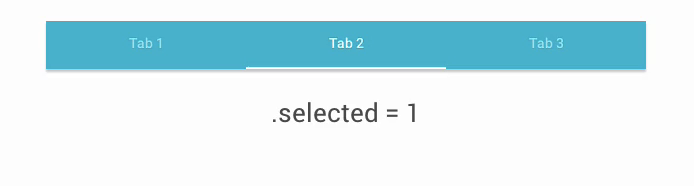 Tab 1 Tab 2 Tab 3
.selected = 1